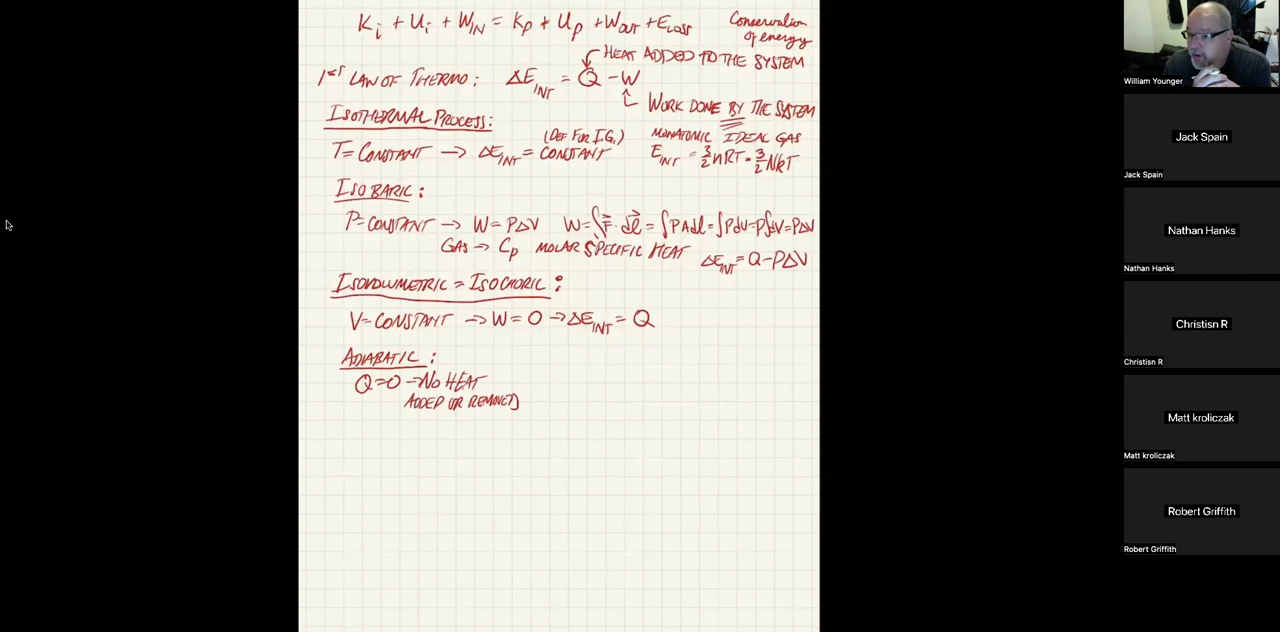 Ki + Ui + WIN = KF + UF + WOUT + ELOSS
Conservation of energy
HEAT ADDED TO THE SYSTEM
1ST LAW OF THERMO: ΔEINT = Q - W
WORK DONE BY THE SYSTEM
ISOTHERMAL PROCESS:
(DEF FOR I.G.)
MONATOMIC IDEAL GAS
T=CONSTANT → ΔEINT = CONSTANT
EINT = 3/2 nRT = 3/2 NkT
ISOBARIC:
P=CONSTANT → W = PΔV
W=∫F⃗·dl⃗ = ∫PAdl=∫PdV=P∫dV=PΔV
GAS → CP MOLAR SPECIFIC HEAT
ΔEINT = Q - PΔV
ISOVOLUMETRIC = ISOCHORIC:
V=CONSTANT → W=0 → ΔEINT = Q
ADIABATIC:
Q=0 → NO HEAT
ADDED OR REMOVED
William Younger
Jack Spain
Jack Spain
Nathan Hanks
Nathan Hanks
Christisn R
Christisn R
Matt kroliczak
Matt kroliczak
Robert Griffith
Robert Griffith